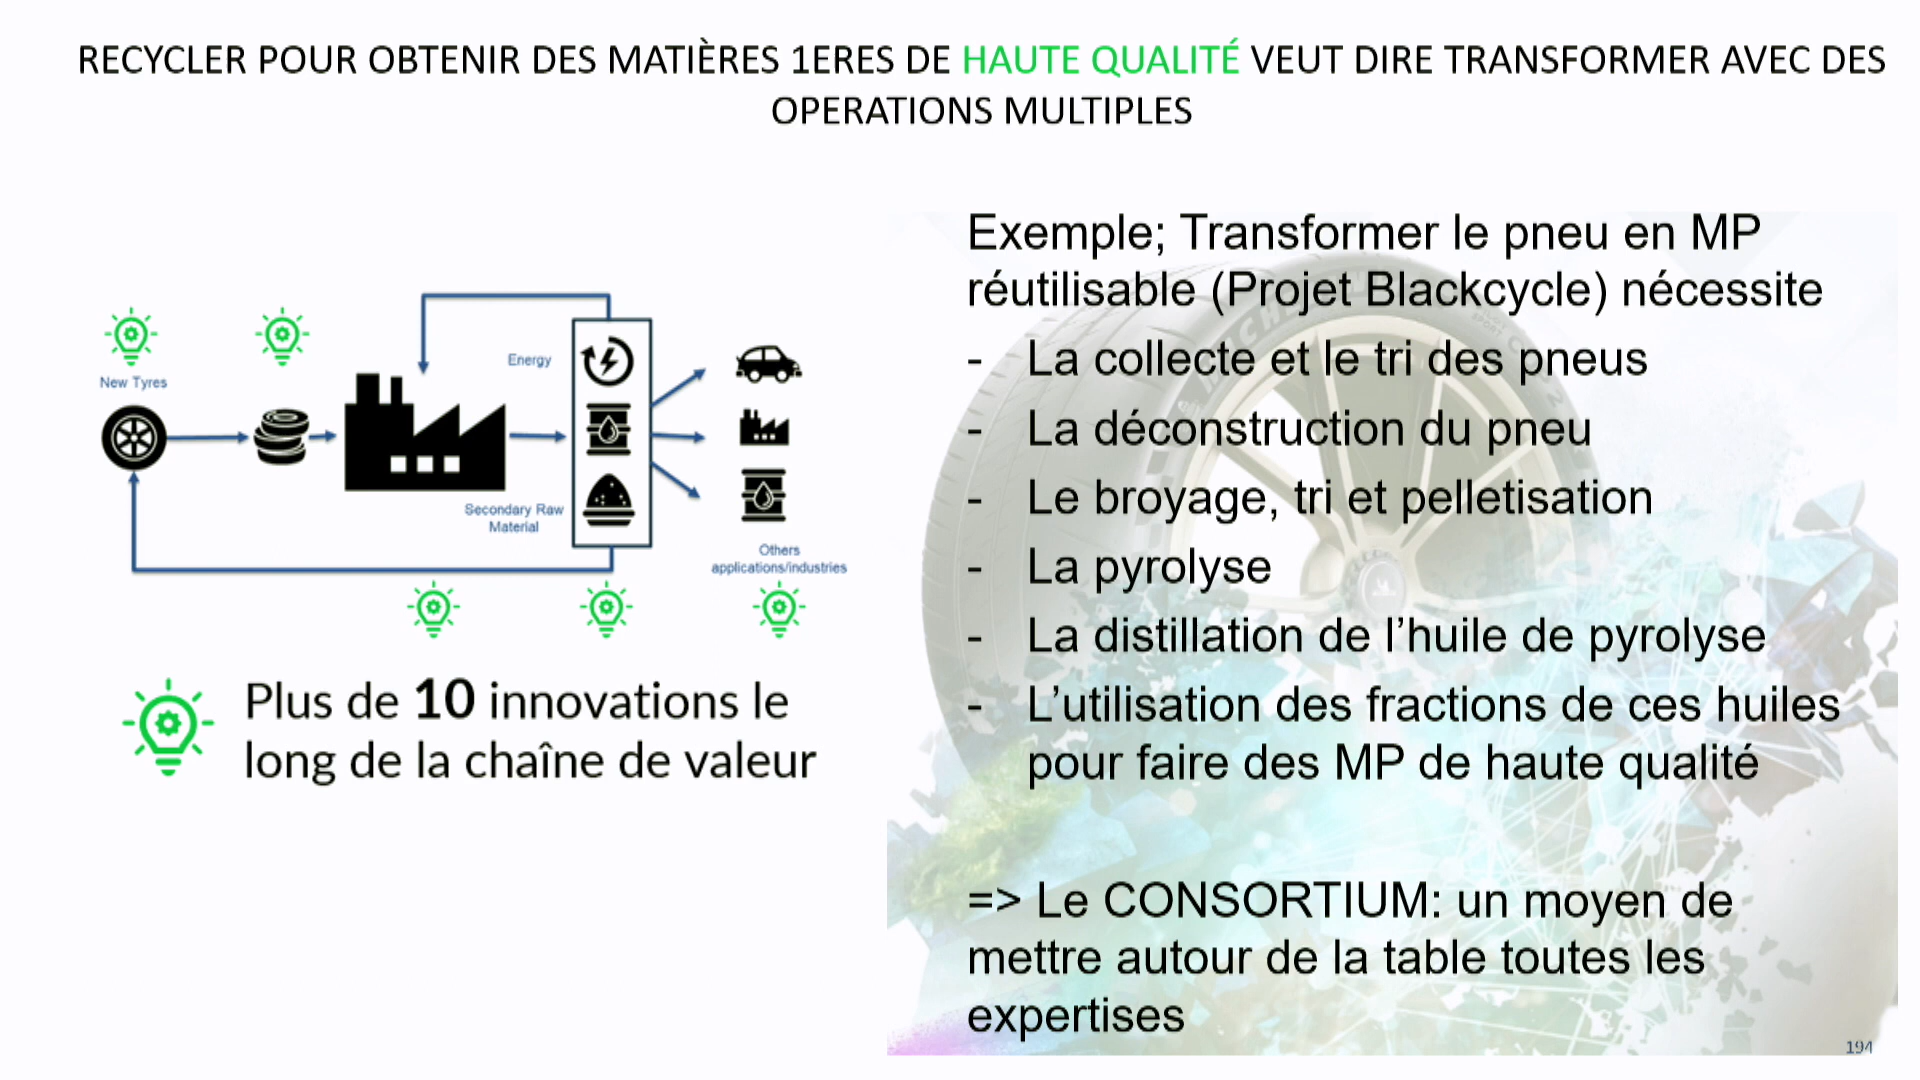 RECYCLER POUR OBTENIR DES MATIÈRES 1ERES DE HAUTE QUALITÉ VEUT DIRE TRANSFORMER AVEC DES
OPERATIONS MULTIPLES
New Tyres
Energy
Secondary Raw
Material
Others
applications/industries
Plus de 10 innovations le
long de la chaîne de valeur
Exemple; Transformer le pneu en MP
réutilisable (Projet Blackcycle) nécessite
- La collecte et le tri des pneus
- La déconstruction du pneu
- Le broyage, tri et pelletisation
- La pyrolyse
- La distillation de l’huile de pyrolyse
- L’utilisation des fractions de ces huiles
pour faire des MP de haute qualité
=> Le CONSORTIUM: un moyen de
mettre autour de la table toutes les
expertises
194